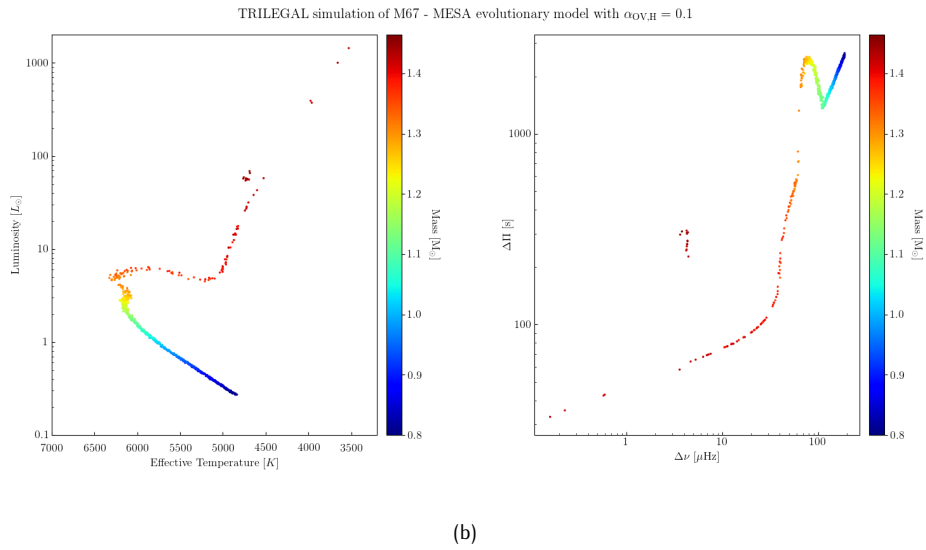 TRILEGAL simulation of M67 - MESA evolutionary model with α_OV,H = 0.1
1000
100
10
1
0.1
Luminosity [L⊙]
7000 6500 6000 5500 5000 4500 4000 3500
Effective Temperature [K]
1.4
1.3
1.2
1.1
1.0
0.9
0.8
Mass [M⊙]
1000
100
ΔΠ [s]
1 10 100
Δν [μHz]
1.4
1.3
1.2
1.1
1.0
0.9
0.8
Mass [M⊙]
(b)